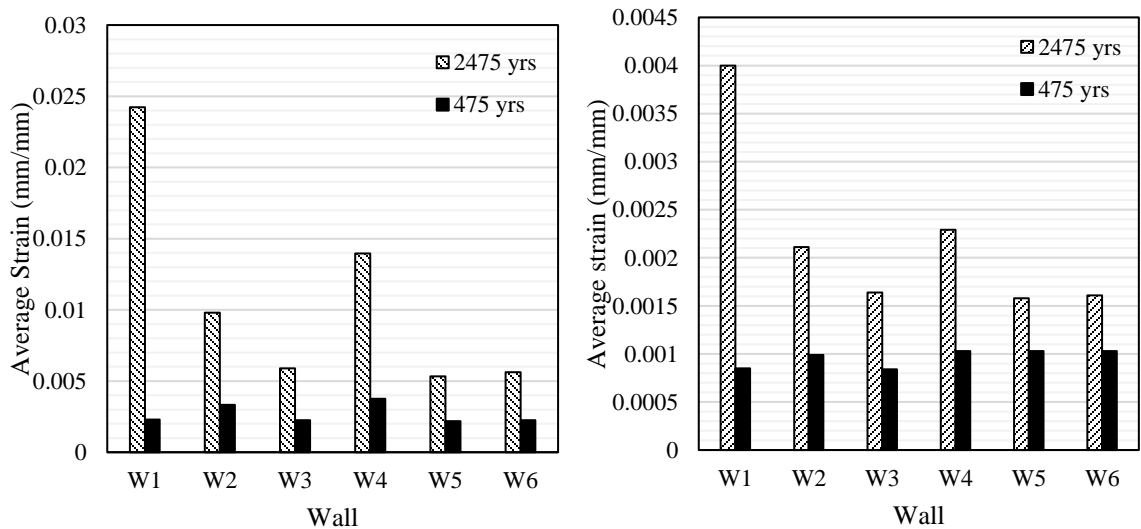 Average Strain (mm/mm)
0.03
0.025
0.02
0.015
0.01
0.005
0
2475 yrs
475 yrs
W1 W2 W3 W4 W5 W6
Wall
Average strain (mm/mm)
0.0045
0.004
0.0035
0.003
0.0025
0.002
0.0015
0.001
0.0005
0
2475 yrs
475 yrs
W1 W2 W3 W4 W5 W6
Wall